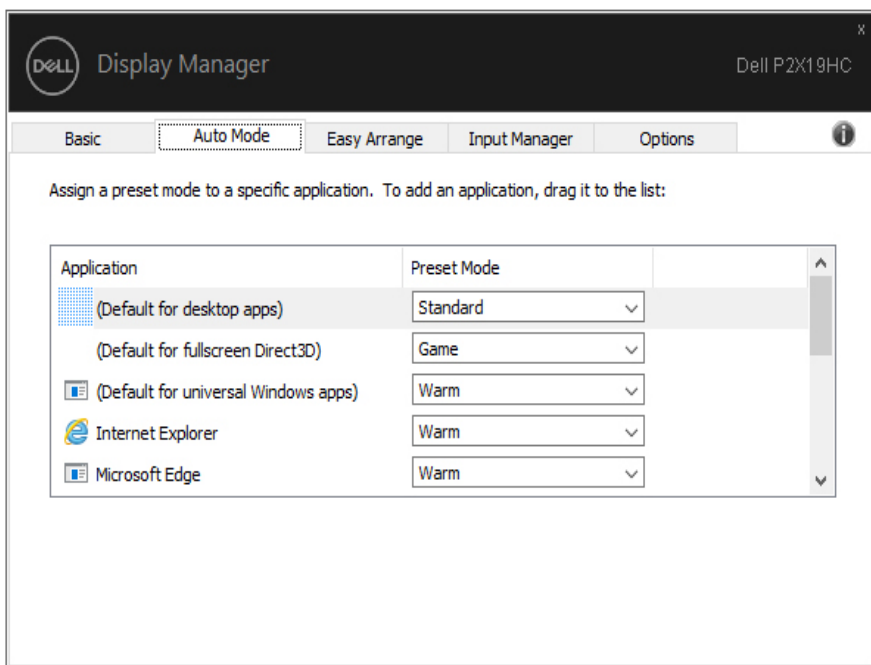 x
DELL Display Manager
Dell P2X19HC
Basic Auto Mode Easy Arrange Input Manager Options
Assign a preset mode to a specific application. To add an application, drag it to the list:
Application Preset Mode
(Default for desktop apps) Standard
(Default for fullscreen Direct3D) Game
(Default for universal Windows apps) Warm
Internet Explorer Warm
Microsoft Edge Warm